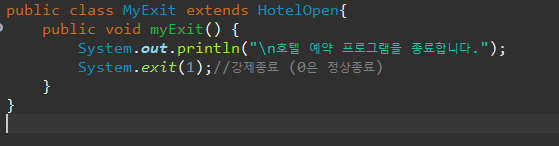 public class MyExit extends HotelOpen{
public void myExit() {
System.out.println("\n호텔 예약 프로그램을 종료합니다.");
System.exit(1);//강제종료 (0은 정상종료)
}
}